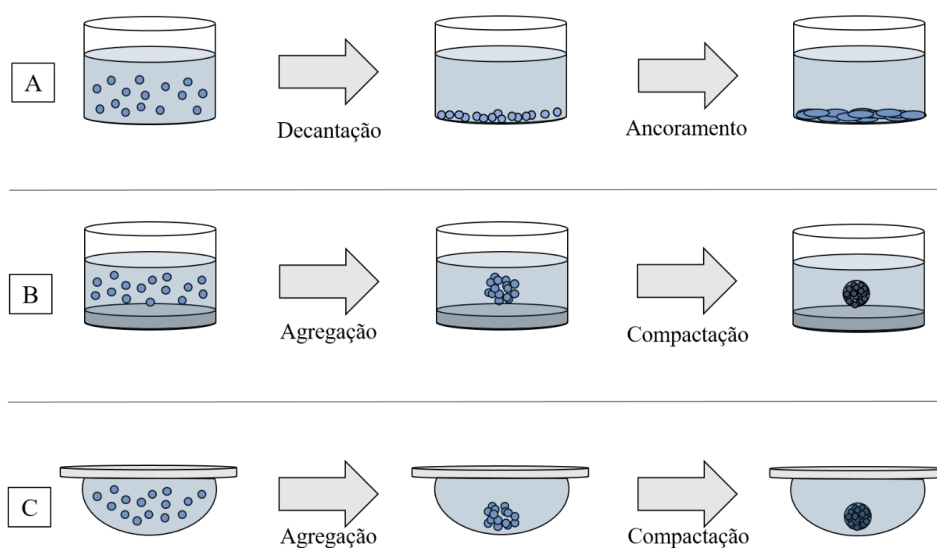 A
Decantação
Ancoramento
B
Agregação
Compactação
C
Agregação
Compactação